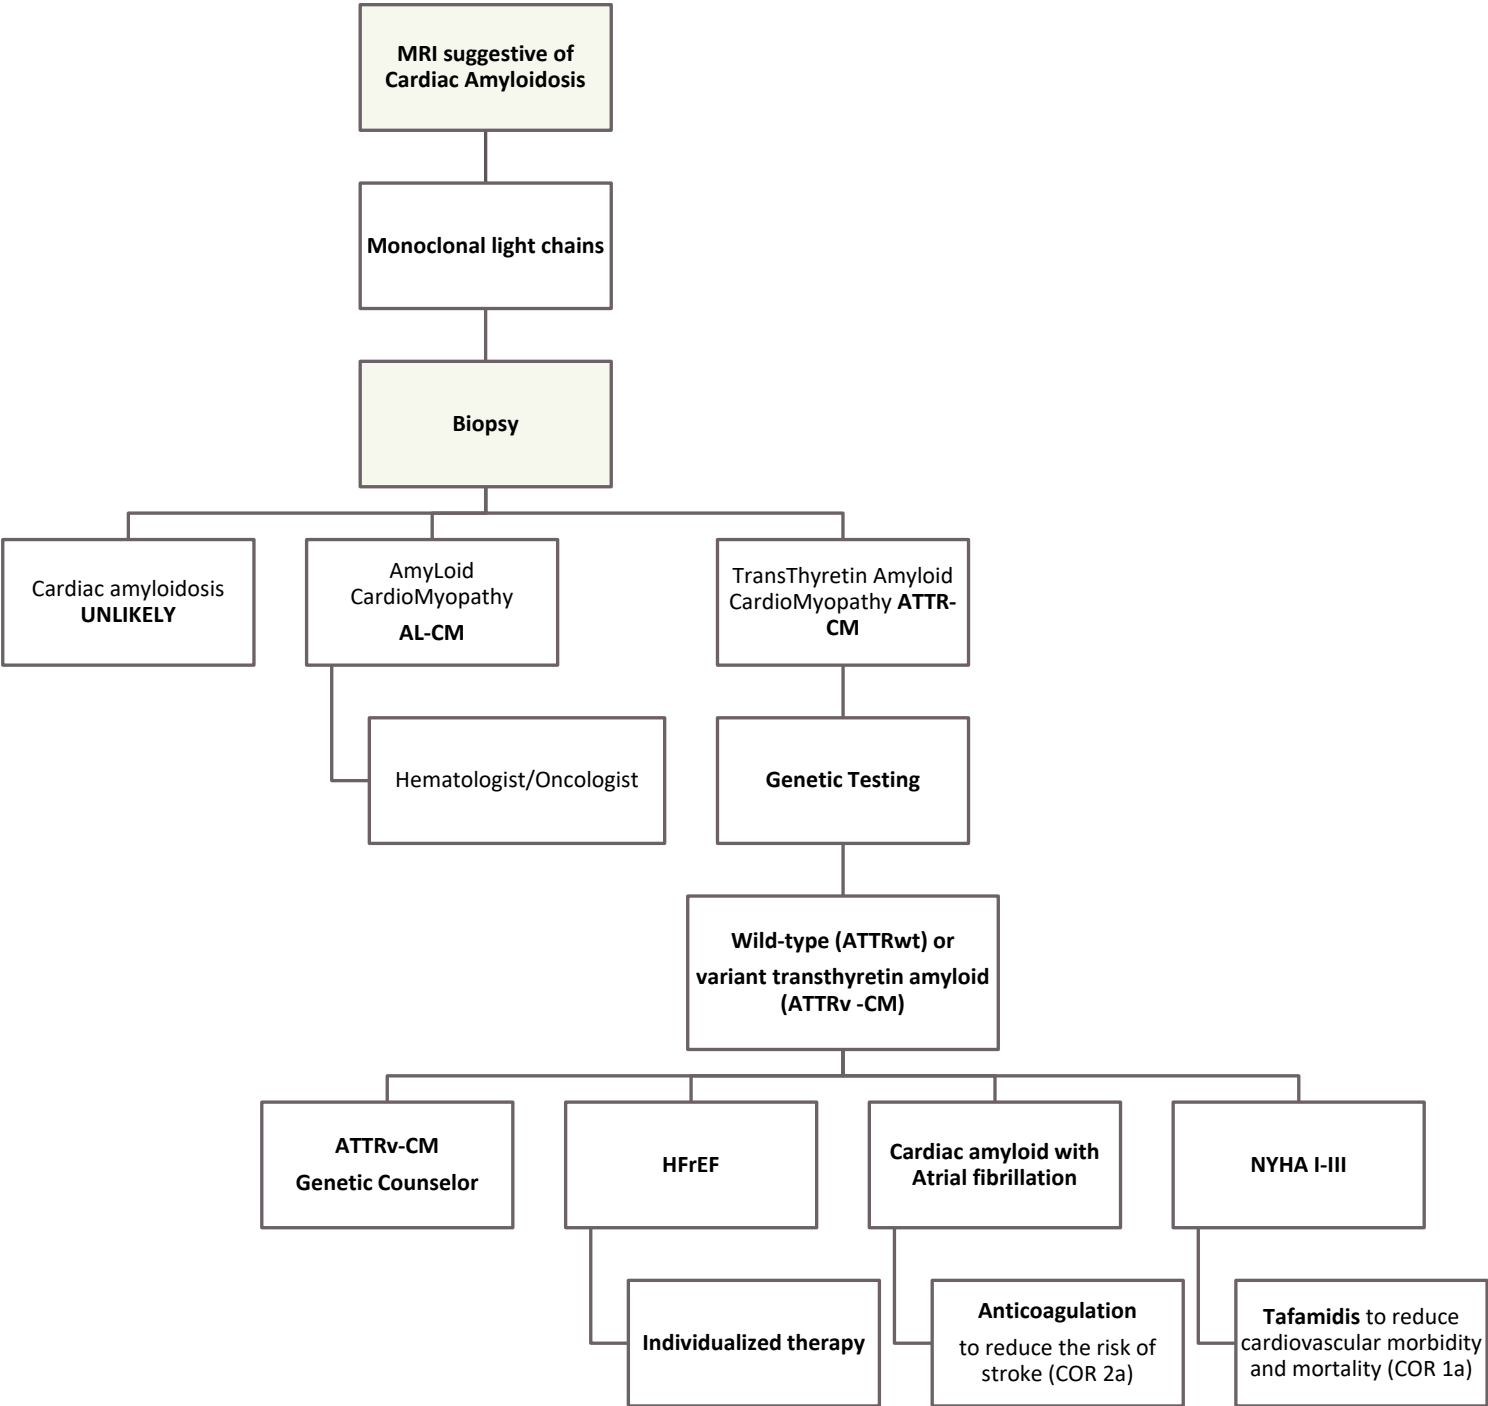 MRI suggestive of
Cardiac Amyloidosis
Monoclonal light chains
Biopsy
Cardiac amyloidosis
UNLIKELY
AmyLoid
CardioMyopathy
AL-CM
TransThyretin Amyloid
CardioMyopathy ATTR-
CM
Hematologist/Oncologist
Genetic Testing
Wild-type (ATTRwt) or
variant transthyretin amyloid
(ATTRv -CM)
ATTRv-CM
Genetic Counselor
HFrEF
Cardiac amyloid with
Atrial fibrillation
NYHA I-III
Individualized therapy
Anticoagulation
to reduce the risk of
stroke (COR 2a)
Tafamidis to reduce
cardiovascular morbidity
and mortality (COR 1a)